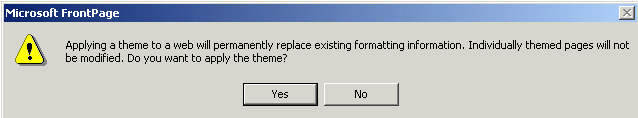 Microsoft FrontPage
Applying a theme to a web will permanently replace existing formatting information. Individually themed pages will not
be modified. Do you want to apply the theme?
Yes
No